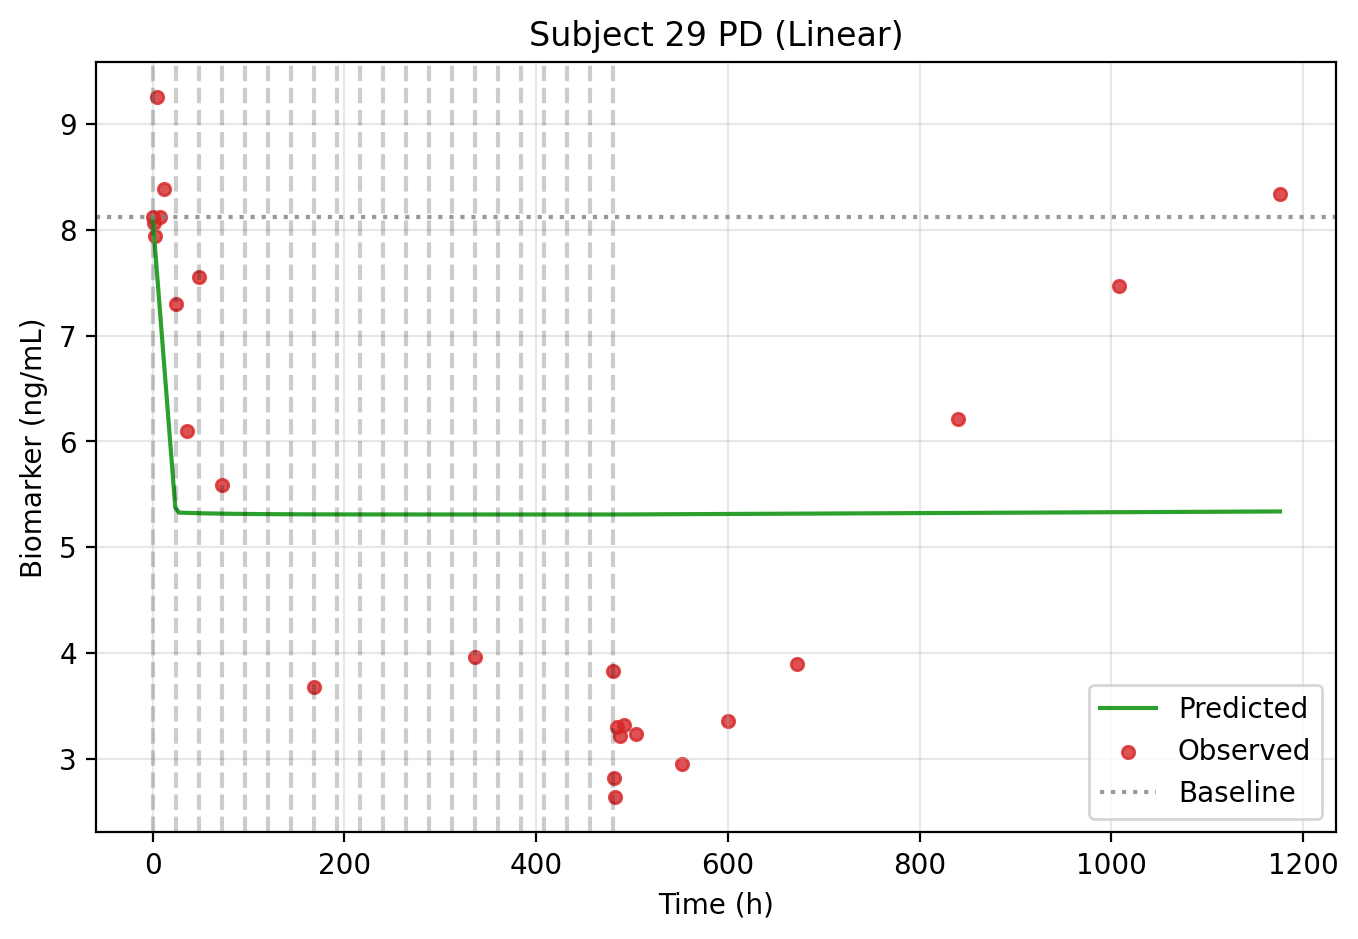 Subject 29 PD (Linear)
Biomarker (ng/mL)
9
8
7
6
5
4
3
0
200
400
600
800
1000
1200
Time (h)
Predicted
Observed
Baseline